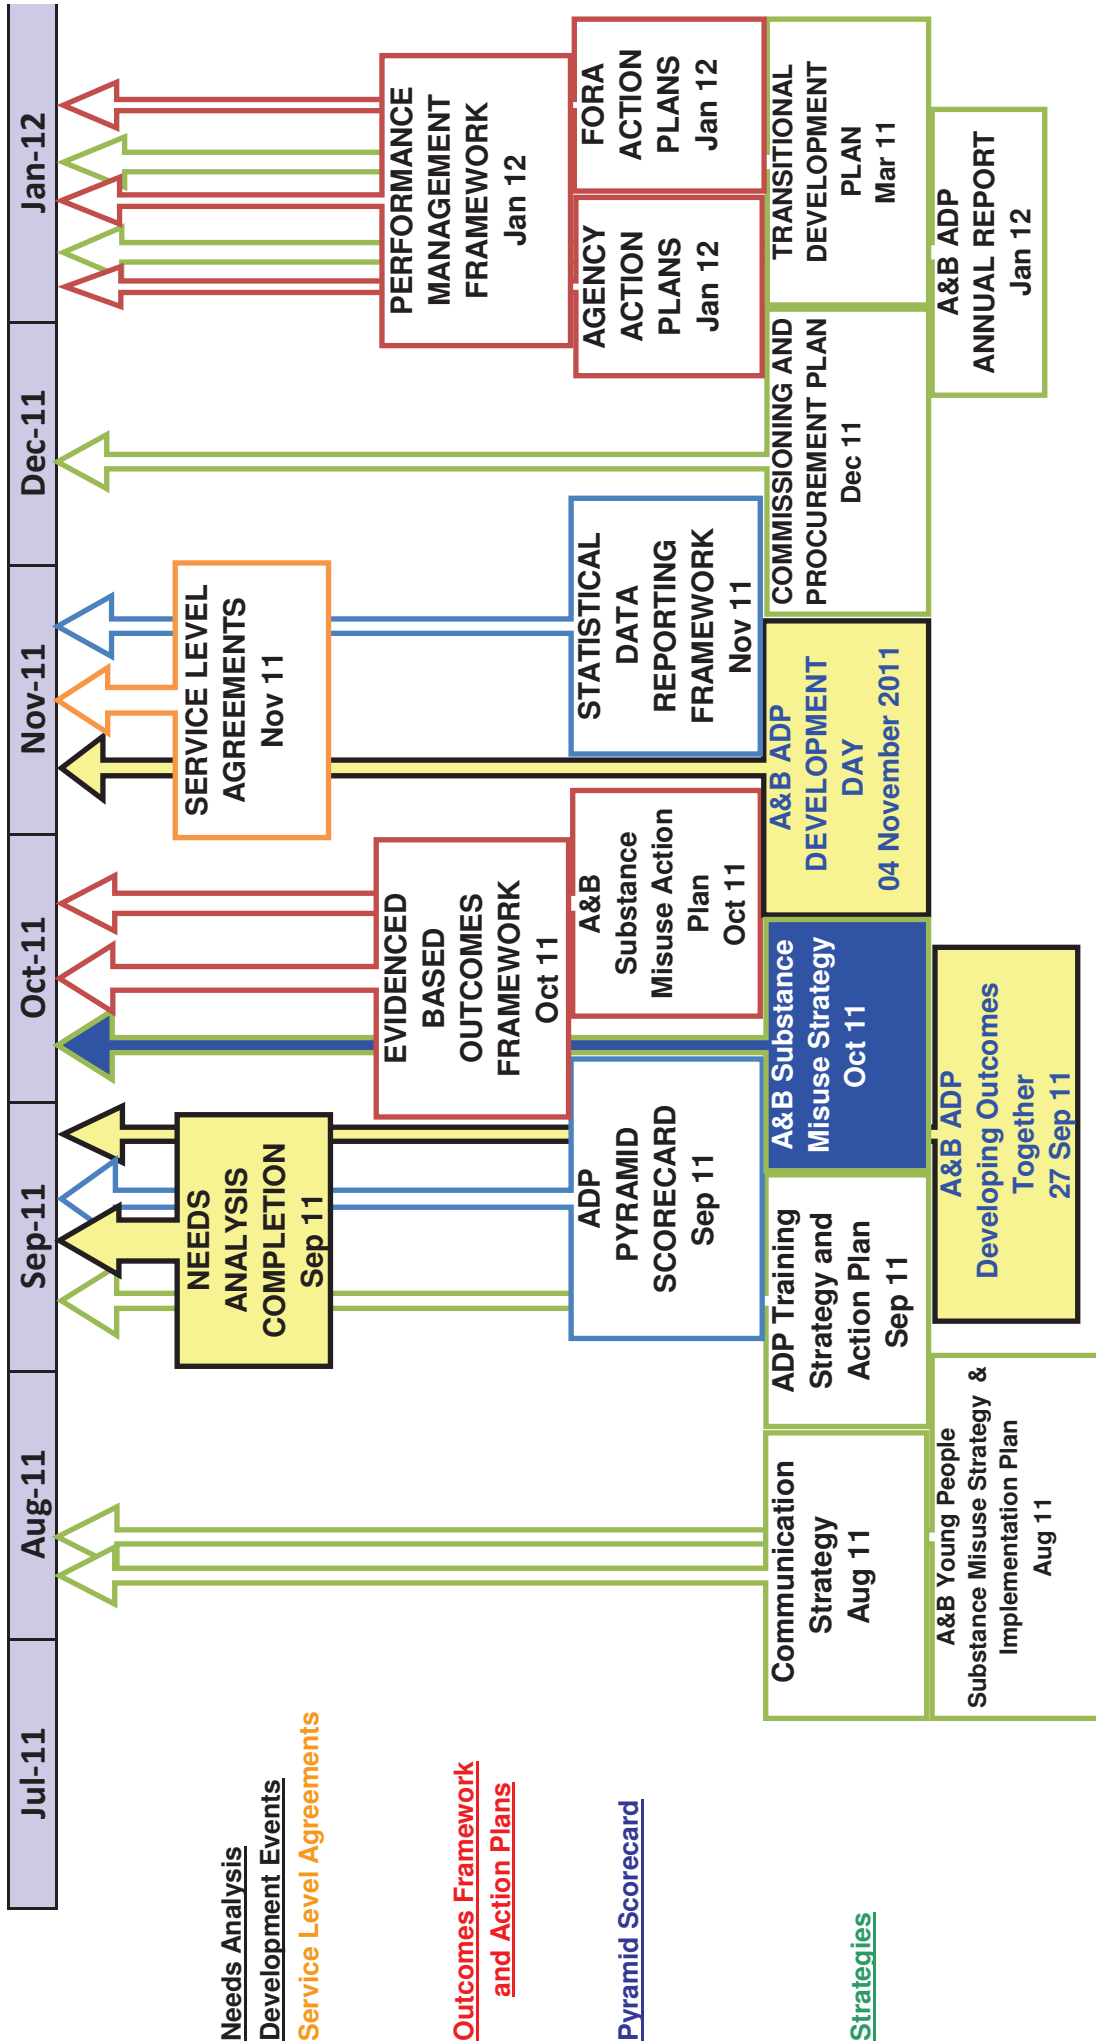 Jul-11
Aug-11
Sep-11
Oct-11
Nov-11
Dec-11
Jan-12
Needs Analysis
Development Events
Service Level Agreements
NEEDS
ANALYSIS
COMPLETION
Sep 11
SERVICE LEVEL
AGREEMENTS
Nov 11
Outcomes Framework
and Action Plans
EVIDENCED
BASED
OUTCOMES
FRAMEWORK
Oct 11
PERFORMANCE
MANAGEMENT
FRAMEWORK
Jan 12
Pyramid Scorecard
ADP
PYRAMID
SCORECARD
Sep 11
A&B
Substance
Misuse Action
Plan
Oct 11
STATISTICAL
DATA
REPORTING
FRAMEWORK
Nov 11
AGENCY
ACTION
PLANS
Jan 12
FORA
ACTION
PLANS
Jan 12
Strategies
Communication
Strategy
Aug 11
ADP Training
Strategy and
Action Plan
Sep 11
A&B Substance
Misuse Strategy
Oct 11
A&B ADP
DEVELOPMENT
DAY
04 November 2011
COMMISSIONING AND
PROCUREMENT PLAN
Dec 11
TRANSITIONAL
DEVELOPMENT
PLAN
Mar 11
A&B Young People
Substance Misuse Strategy &
Implementation Plan
Aug 11
A&B ADP
Developing Outcomes
Together
27 Sep 11
A&B ADP
ANNUAL REPORT
Jan 12